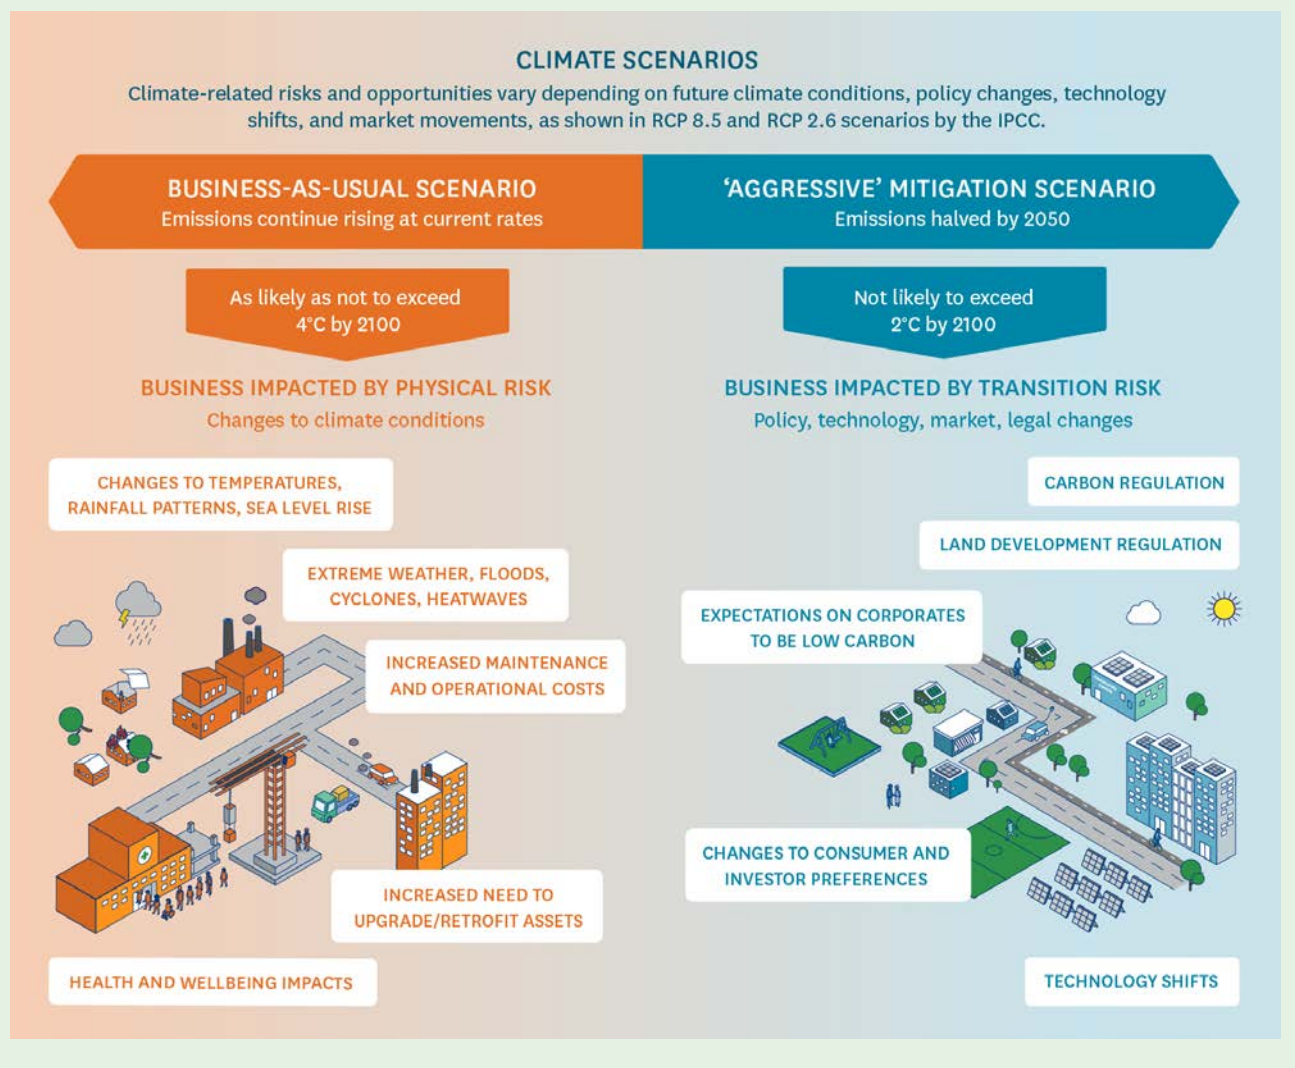 CLIMATE SCENARIOS
Climate-related risks and opportunities vary depending on future climate conditions, policy changes, technology
shifts, and market movements, as shown in RCP 8.5 and RCP 2.6 scenarios by the IPCC.
BUSINESS-AS-USUAL SCENARIO
Emissions continue rising at current rates
‘AGGRESSIVE’ MITIGATION SCENARIO
Emissions halved by 2050
As likely as not to exceed
4°C by 2100
Not likely to exceed
2°C by 2100
BUSINESS IMPACTED BY PHYSICAL RISK
Changes to climate conditions
BUSINESS IMPACTED BY TRANSITION RISK
Policy, technology, market, legal changes
CHANGES TO TEMPERATURES,
RAINFALL PATTERNS, SEA LEVEL RISE
EXTREME WEATHER, FLOODS,
CYCLONES, HEATWAVES
INCREASED MAINTENANCE
AND OPERATIONAL COSTS
INCREASED NEED TO
UPGRADE/RETROFIT ASSETS
HEALTH AND WELLBEING IMPACTS
CARBON REGULATION
LAND DEVELOPMENT REGULATION
EXPECTATIONS ON CORPORATES
TO BE LOW CARBON
CHANGES TO CONSUMER AND
INVESTOR PREFERENCES
TECHNOLOGY SHIFTS